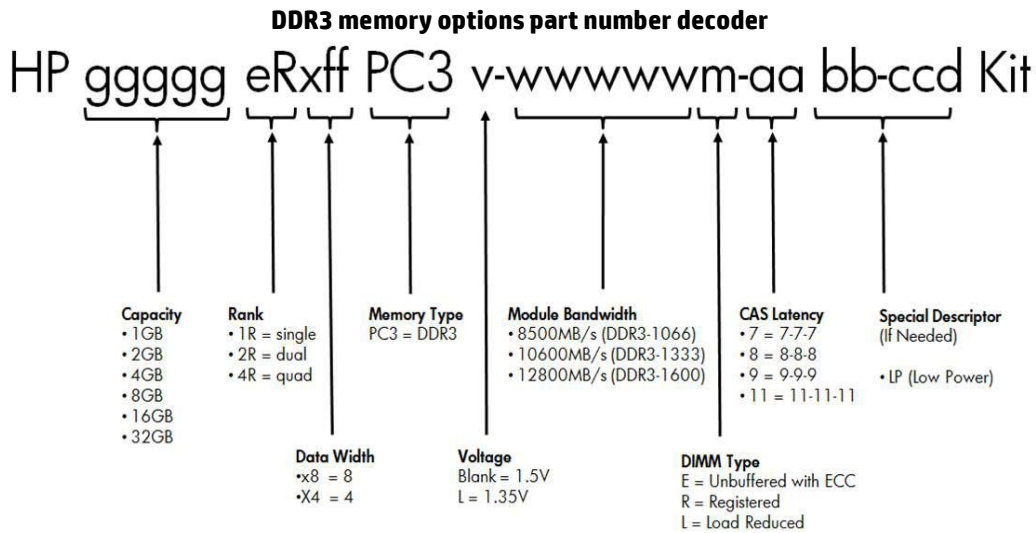 DDR3 memory options part number decoder
HP ggggg eRxff PC3 v-wwwwwm-aa bb-ccd Kit
Capacity
• 1GB
• 2GB
• 4GB
• 8GB
• 16GB
• 32GB
Rank
• 1R = single
• 2R = dual
• 4R = quad
Memory Type
PC3 = DDR3
Module Bandwidth
• 8500MB/s (DDR3-1066)
• 10600MB/s (DDR3-1333)
• 12800MB/s (DDR3-1600)
CAS Latency
• 7 = 7-7-7
• 8 = 8-8-8
• 9 = 9-9-9
• 11 = 11-11-11
Special Descriptor
(If Needed)
• LP (Low Power)
Data Width
•x8 = 8
•X4 = 4
Voltage
Blank = 1.5V
L = 1.35V
DIMM Type
E = Unbuffered with ECC
R = Registered
L = Load Reduced